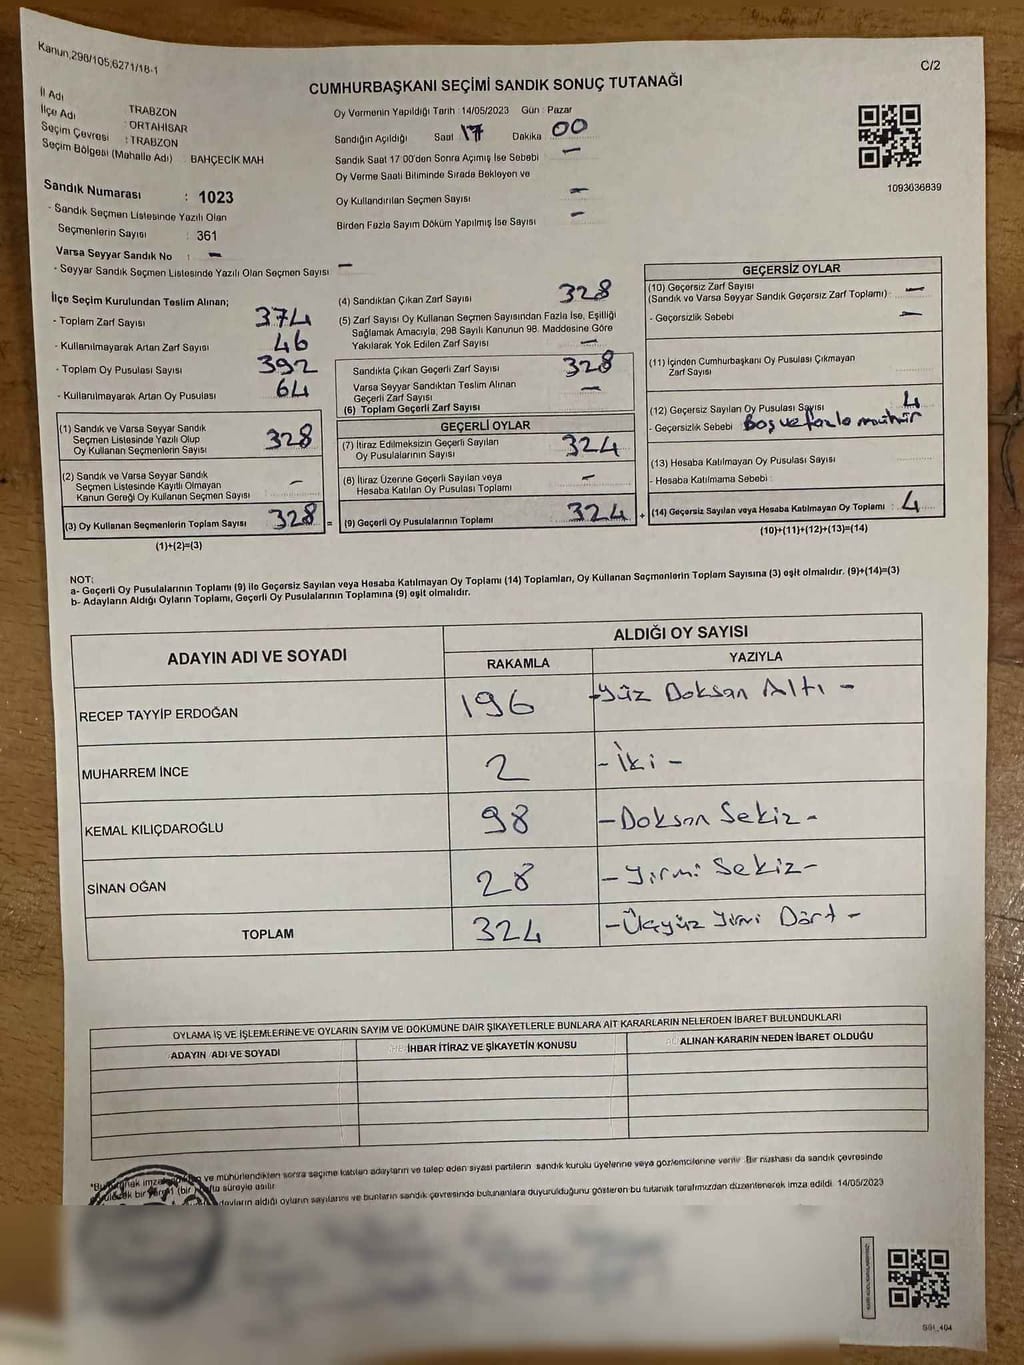 Kanun,298/105,6271/18-1
C/2
CUMHURBAŞKANI SEÇİMİ SANDIK SONUÇ TUTANAĞI
İl Adı : TRABZON
İlçe Adı : ORTAHİSAR
Seçim Çevresi : TRABZON
Seçim Bölgesi (Mahalle Adı) BAHÇECİK MAH
Sandık Numarası : 1023
- Sandık Seçmen Listesinde Yazılı Olan
Seçmenlerin Sayısı : 361
Varsa Seyyar Sandık No : -
- Seyyar Sandık Seçmen Listesinde Yazılı Olan Seçmen Sayısı -
Oy Vermenin Yapıldığı Tarih : 14/05/2023 Gün : Pazar
Sandığın Açıldığı Saat 17 Dakika 00
Sandık Saat 17 00'den Sonra Açımış İse Sebebi -
Oy Verme Saati Bitiminde Sırada Bekleyen ve
Oy Kullandırılan Seçmen Sayısı -
Birden Fazla Sayım Döküm Yapılmış İse Sayısı -
1093636839
İlçe Seçim Kurulundan Teslim Alınan;
- Toplam Zarf Sayısı 374
- Kullanılmayarak Artan Zarf Sayısı 46
- Toplam Oy Pusulası Sayısı 392
- Kullanılmayarak Artan Oy Pusulası 64
(1) Sandık ve Varsa Seyyar Sandık
Seçmen Listesinde Yazılı Olup
Oy Kullanan Seçmenlerin Sayısı 328
(2) Sandık ve Varsa Seyyar Sandık
Seçmen Listesinde Kayıtlı Olmayan
Kanun Gereği Oy Kullanan Seçmen Sayısı -
(3) Oy Kullanan Seçmenlerin Toplam Sayısı 328 =
(1)+(2)=(3)
(4) Sandıktan Çıkan Zarf Sayısı 328
(5) Zarf Sayısı Oy Kullanan Seçmen Sayısından Fazla İse, Eşitliği
Sağlamak Amacıyla, 298 Sayılı Kanunun 98. Maddesine Göre
Yakılarak Yok Edilen Zarf Sayısı -
Sandıkta Çıkan Geçerli Zarf Sayısı 328
Varsa Seyyar Sandıktan Teslim Alınan
Geçerli Zarf Sayısı -
(6) Toplam Geçerli Zarf Sayısı
GEÇERLİ OYLAR
(7) İtiraz Edilmeksizin Geçerli Sayılan
Oy Pusulalarının Sayısı 324
(8) İtiraz Üzerine Geçerli Sayılan veya
Hesaba Katılan Oy Pusulası Toplamı -
(9) Geçerli Oy Pusulalarının Toplamı 324 +
GEÇERSİZ OYLAR
(10) Geçersiz Zarf Sayısı
(Sandık ve Varsa Seyyar Sandık Geçersiz Zarf Toplamı) : -
- Geçersizlik Sebebi : -
(11) İçinden Cumhurbaşkanı Oy Pusulası Çıkmayan
Zarf Sayısı
(12) Geçersiz Sayılan Oy Pusulası Sayısı 4
- Geçersizlik Sebebi Boş ve fazla mühür
(13) Hesaba Katılmayan Oy Pusulası Sayısı
- Hesaba Katılmama Sebebi
(14) Geçersiz Sayılan veya Hesaba Katılmayan Oy Toplamı : 4
(10)+(11)+(12)+(13)=(14)
NOT:
a- Geçerli Oy Pusulalarının Toplamı (9) ile Geçersiz Sayılan veya Hesaba Katılmayan Oy Toplamı (14) Toplamları, Oy Kullanan Seçmenlerin Toplam Sayısına (3) eşit olmalıdır. (9)+(14)=(3)
b- Adayların Aldığı Oyların Toplamı, Geçerli Oy Pusulalarının Toplamına (9) eşit olmalıdır.
ADAYIN ADI VE SOYADI ALDIĞI OY SAYISI
RAKAMLA YAZIYLA
RECEP TAYYİP ERDOĞAN 196 -Yüz Doksan Altı -
MUHARREM İNCE 2 - İki -
KEMAL KILIÇDAROĞLU 98 - Doksan Sekiz -
SİNAN OĞAN 28 - Yirmi Sekiz -
TOPLAM 324 - Üçyüz Yirmi Dört -
OYLAMA İŞ VE İŞLEMLERİNE VE OYLARIN SAYIM VE DÖKÜMÜNE DAİR ŞİKAYETLERLE BUNLARA AİT KARARLARIN NELERDEN İBARET BULUNDUKLARI
ADAYIN ADI VE SOYADI İHBAR İTİRAZ VE ŞİKAYETİN KONUSU ALINAN KARARIN NEDEN İBARET OLDUĞU
ve mühürlendikten sonra seçime katılan adayların ve talep eden siyasi partilerin sandık kurulu üyelerine veya gözlemcilerine verilir. Bir nüshası da sandık çevresinde
süreyle asılır.
adayların aldığı oyların sayılarını ve bunların sandık çevresinde bulunanlara duyurulduğunu gösteren bu tutanak tarafımızdan düzenlenerek imza edildi. 14/05/2023